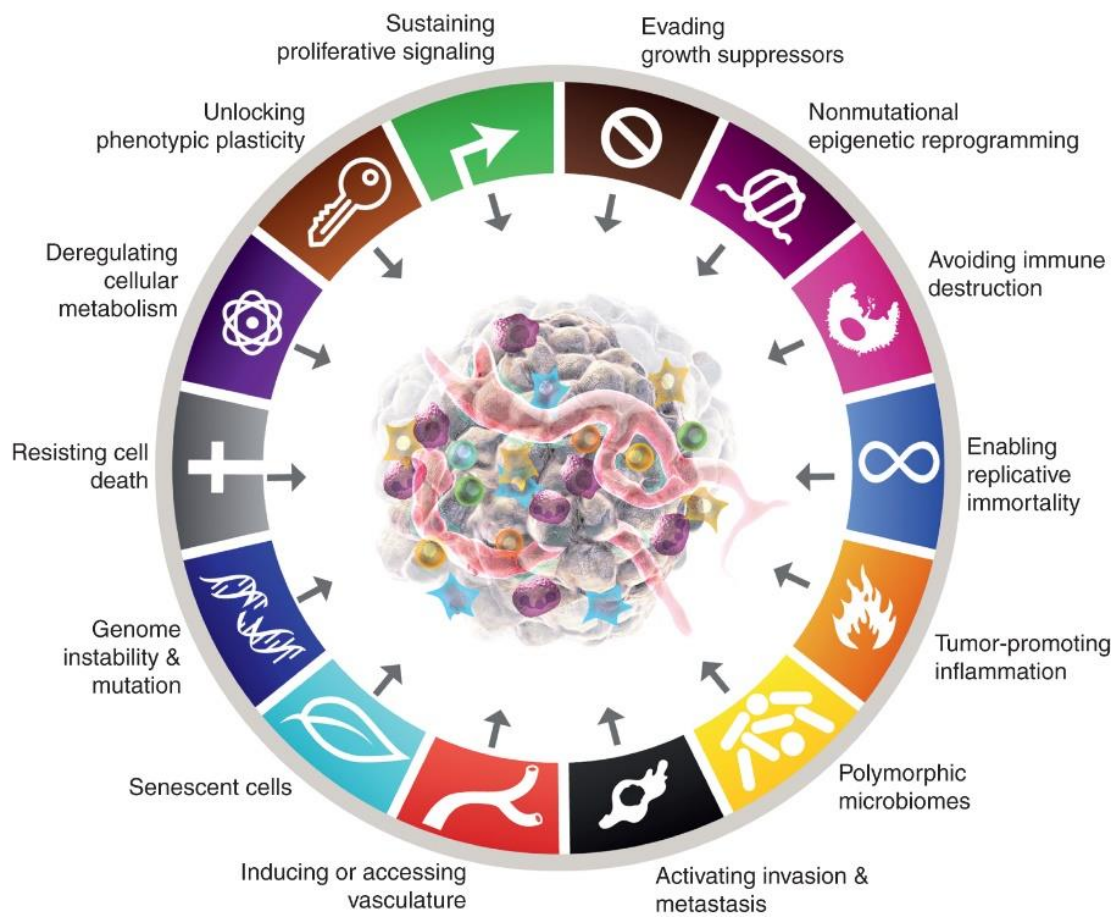 Sustaining
proliferative signaling
Evading
growth suppressors
Nonmutational
epigenetic reprogramming
Avoiding immune
destruction
Enabling
replicative
immortality
Tumor-promoting
inflammation
Polymorphic
microbiomes
Activating invasion &
metastasis
Inducing or accessing
vasculature
Senescent cells
Genome
instability &
mutation
Resisting cell
death
Deregulating
cellular
metabolism
Unlocking
phenotypic plasticity